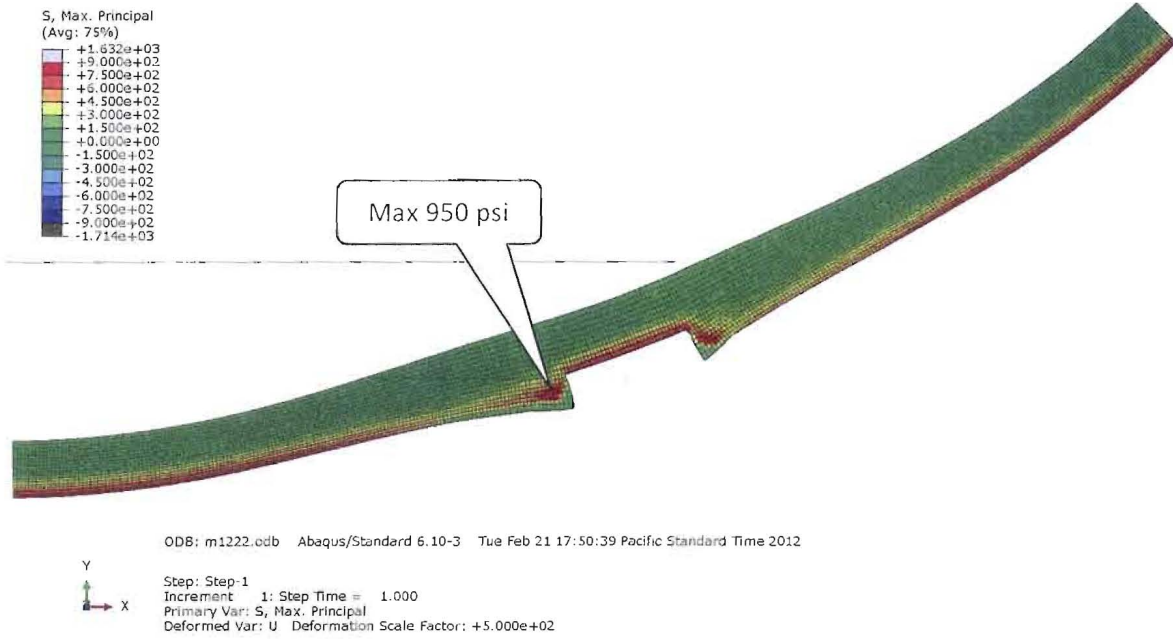 S, Max. Principal
(Avg: 75%)
+1.632e+03
+9.000e+02
+7.500e+02
+6.000e+02
+4.500e+02
+3.000e+02
+1.500e+02
+0.000e+00
-1.500e+02
-3.000e+02
-4.500e+02
-6.000e+02
-7.500e+02
-9.000e+02
-1.714e+03
Max 950 psi
ODB: m1222.odb Abaqus/Standard 6.10-3 Tue Feb 21 17:50:39 Pacific Standard Time 2012
Y
X
Step: Step-1
Increment 1: Step Time = 1.000
Primary Var: S, Max. Principal
Deformed Var: U Deformation Scale Factor: +5.000e+02